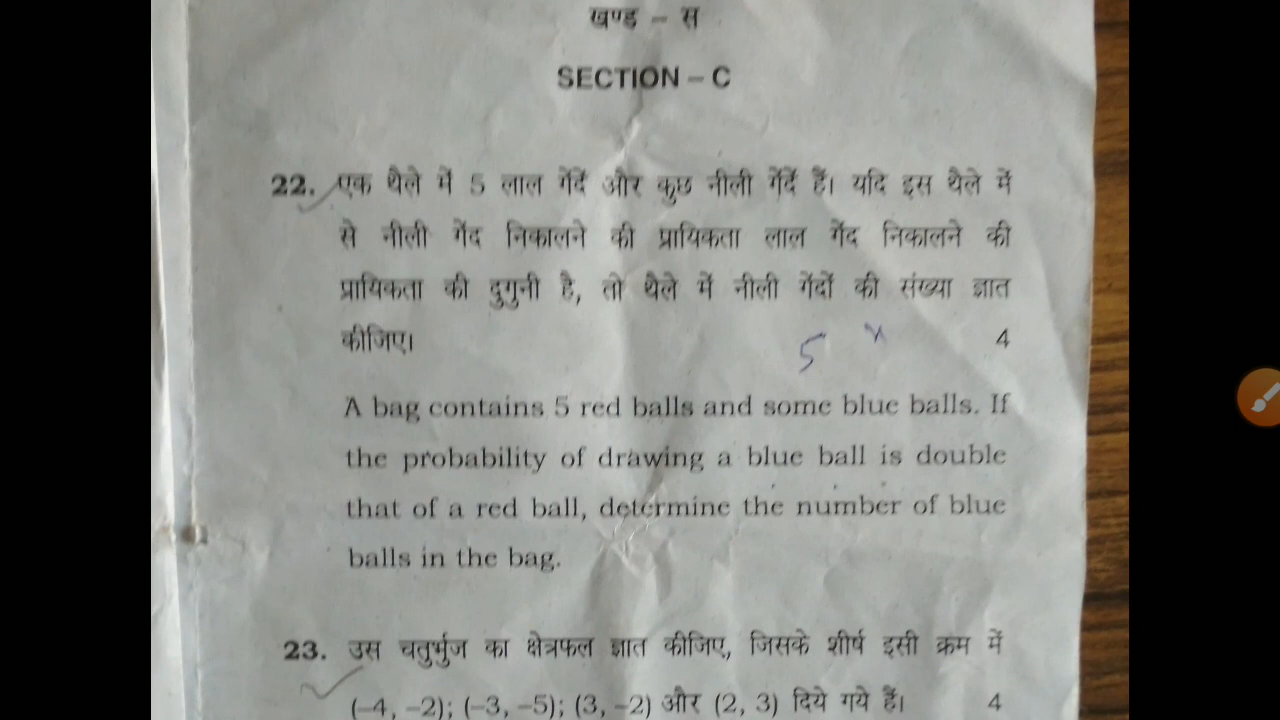 खण्ड – स
SECTION – C
22. एक थैले में 5 लाल गेंदें और कुछ नीली गेंदें हैं। यदि इस थैले में
से नीली गेंद निकालने की प्रायिकता लाल गेंद निकालने की
प्रायिकता की दुगुनी है, तो थैले में नीली गेंदों की संख्या ज्ञात
कीजिए। 4
5 x
A bag contains 5 red balls and some blue balls. If
the probability of drawing a blue ball is double
that of a red ball, determine the number of blue
balls in the bag.
23. उस चतुर्भुज का क्षेत्रफल ज्ञात कीजिए, जिसके शीर्ष इसी क्रम में
(–4, –2); (–3, –5); (3, –2) और (2, 3) दिये गये हैं। 4